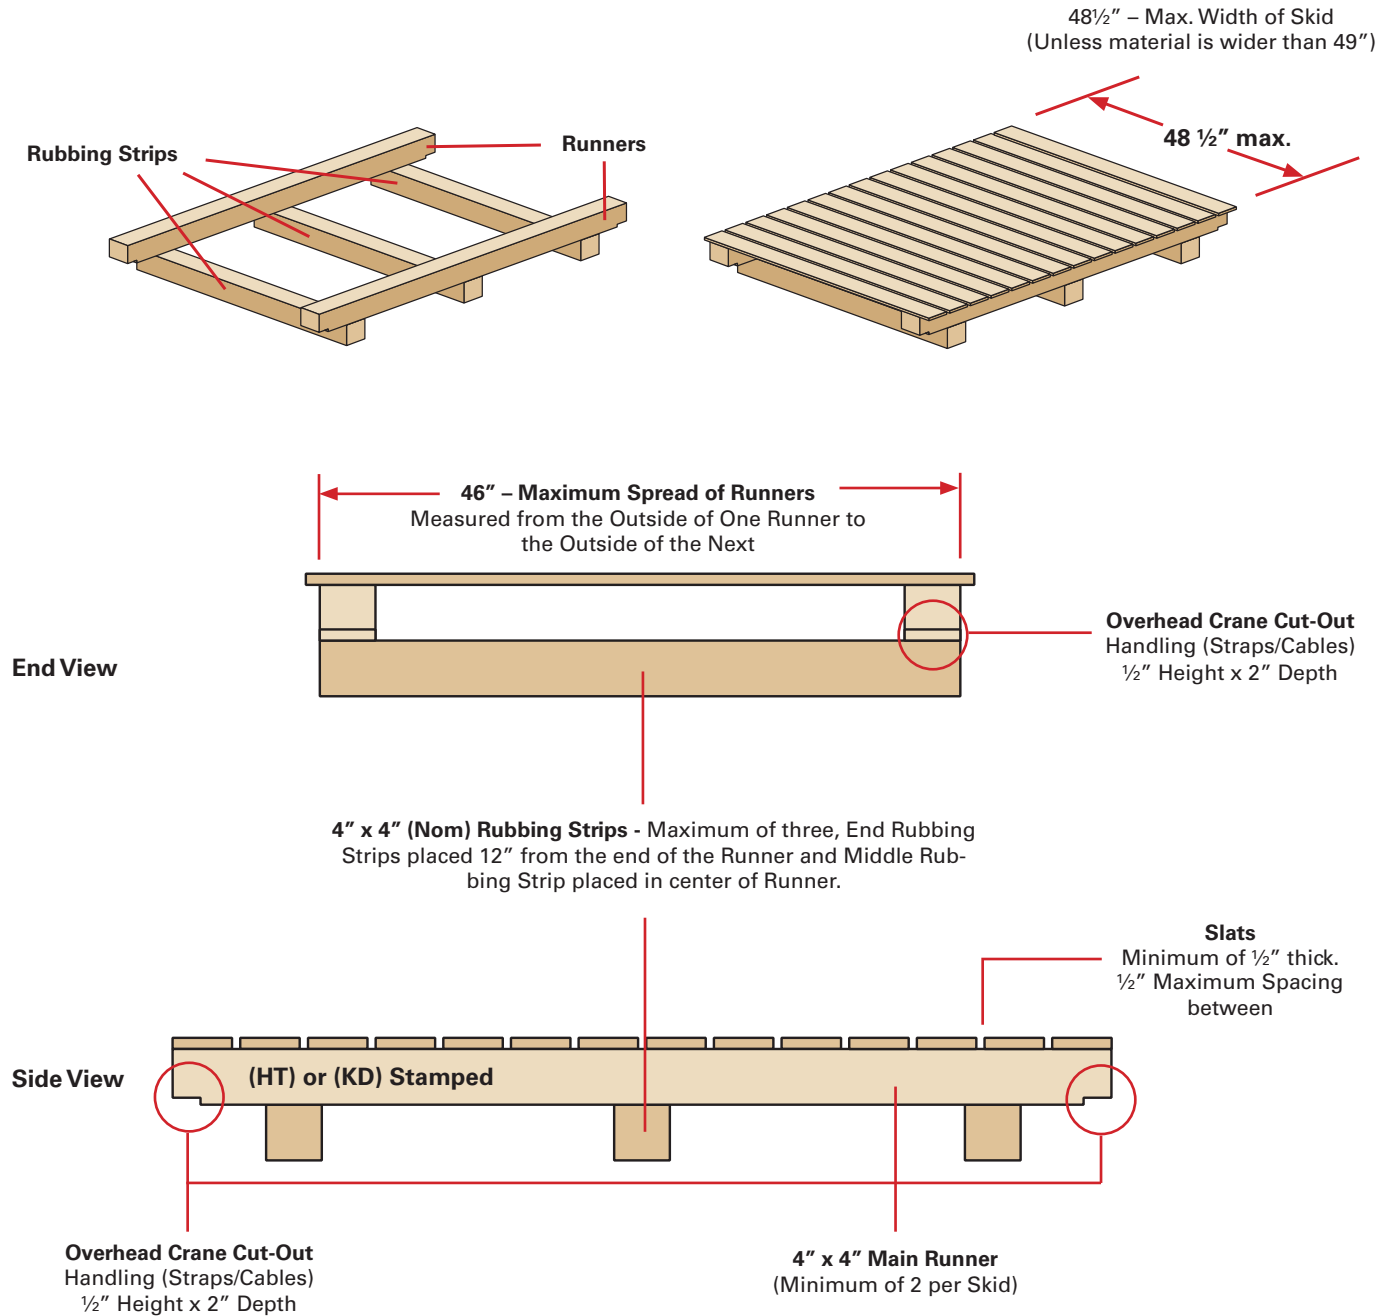 48½” – Max. Width of Skid
(Unless material is wider than 49”)
48 ½” max.
Rubbing Strips
Runners
46” – Maximum Spread of Runners
Measured from the Outside of One Runner to
the Outside of the Next
Overhead Crane Cut-Out
Handling (Straps/Cables)
½” Height x 2” Depth
End View
4” x 4” (Nom) Rubbing Strips - Maximum of three, End Rubbing
Strips placed 12” from the end of the Runner and Middle Rub-
bing Strip placed in center of Runner.
Slats
Minimum of ½” thick.
½” Maximum Spacing
between
Side View
(HT) or (KD) Stamped
Overhead Crane Cut-Out
Handling (Straps/Cables)
½” Height x 2” Depth
4” x 4” Main Runner
(Minimum of 2 per Skid)